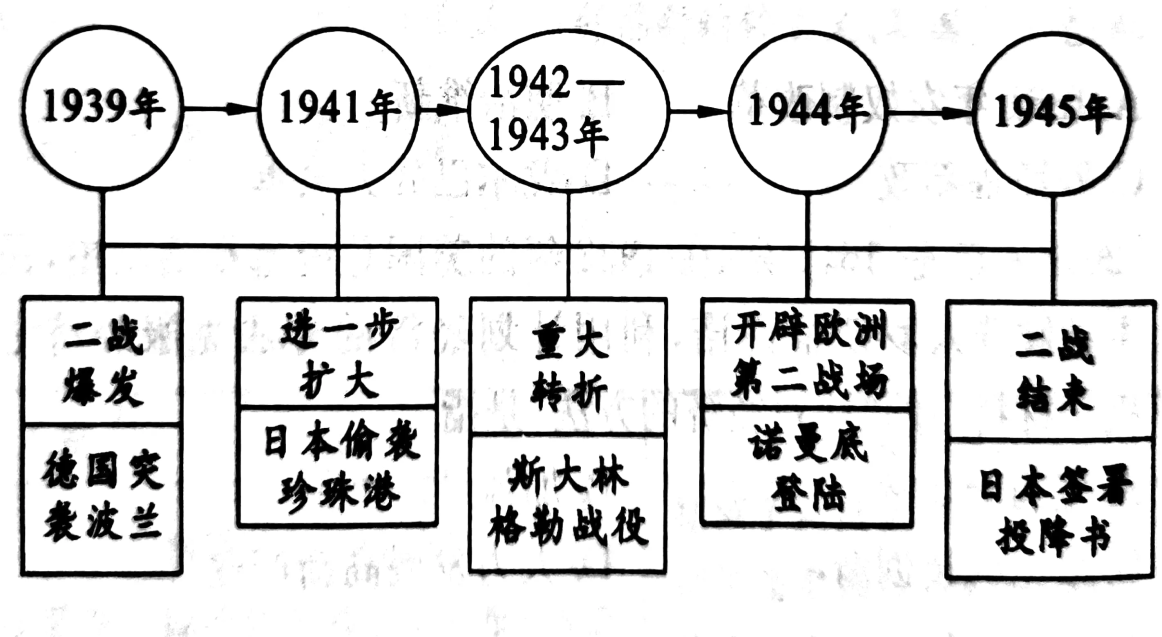 1939年
1941年
1942—
1943年
1944年
1945年
二战
爆发
德国突
袭波兰
进一步
扩大
日本偷袭
珍珠港
重大
转折
斯大林
格勒战役
开辟欧洲
第二战场
诺曼底
登陆
二战
结束
日本签署
投降书